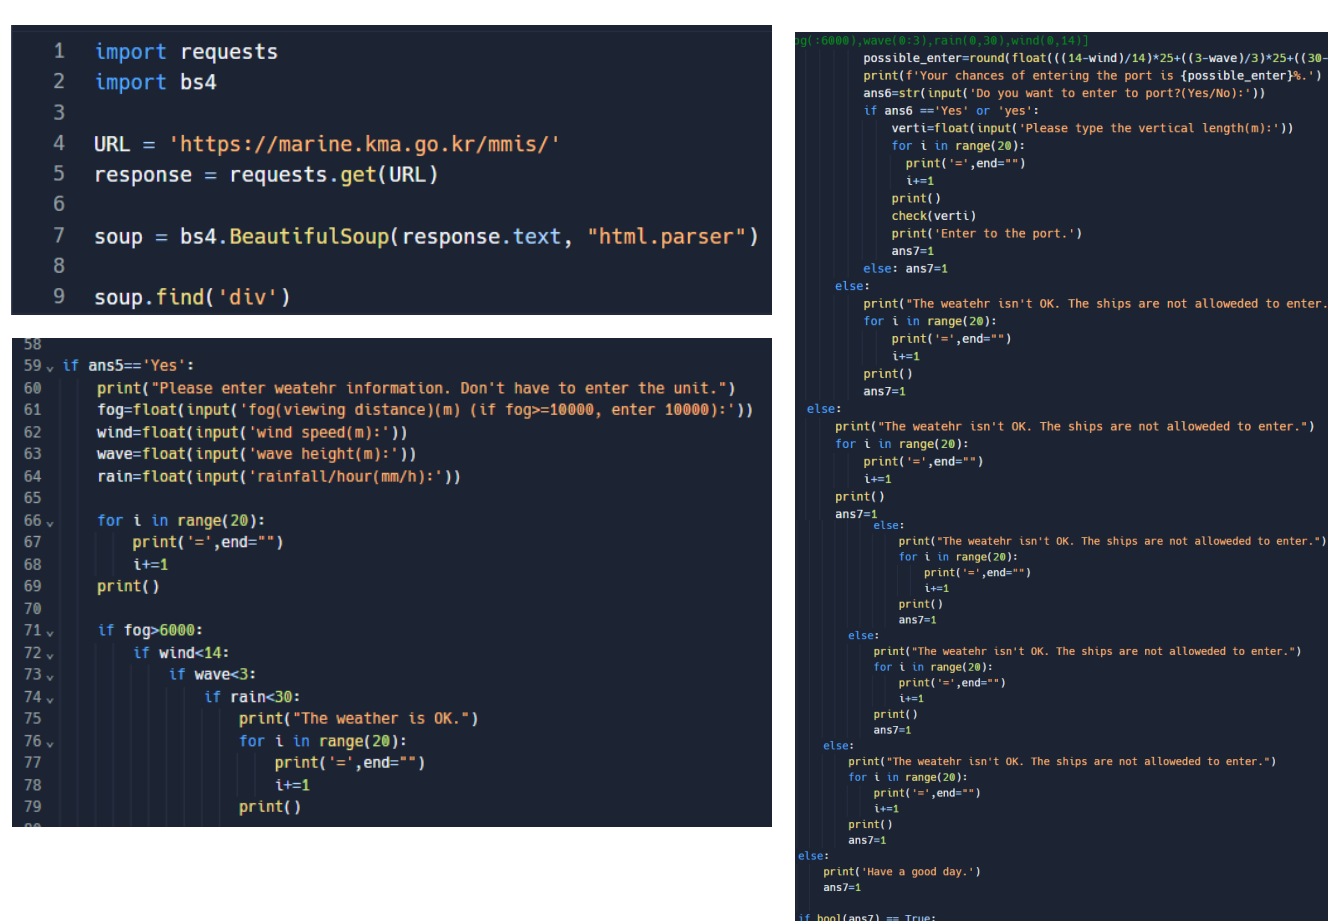 1 import requests
2 import bs4
3
4 URL = 'https://marine.kma.go.kr/mmis/'
5 response = requests.get(URL)
6
7 soup = bs4.BeautifulSoup(response.text, "html.parser")
8
9 soup.find('div')
58
59 if ans5=='Yes':
60 print("Please enter weatehr information. Don't have to enter the unit.")
61 fog=float(input('fog(viewing distance)(m) (if fog>=10000, enter 10000):'))
62 wind=float(input('wind speed(m):'))
63 wave=float(input('wave height(m):'))
64 rain=float(input('rainfall/hour(mm/h):'))
65
66 for i in range(20):
67 print('=',end="")
68 i+=1
69 print()
70
71 if fog>6000:
72 if wind<14:
73 if wave<3:
74 if rain<30:
75 print("The weather is OK.")
76 for i in range(20):
77 print('=',end="")
78 i+=1
79 print()
og(:6000),wave(0:3),rain(0,30),wind(0,14)]
possible_enter=round(float(((14-wind)/14)*25+((3-wave)/3)*25+((30-
print(f'Your chances of entering the port is {possible_enter}%.')
ans6=str(input('Do you want to enter to port?(Yes/No):'))
if ans6 =='Yes' or 'yes':
verti=float(input('Please type the vertical length(m):'))
for i in range(20):
print('=',end="")
i+=1
print()
check(verti)
print('Enter to the port.')
ans7=1
else: ans7=1
else:
print("The weatehr isn't OK. The ships are not alloweded to enter.
for i in range(20):
print('=',end="")
i+=1
print()
ans7=1
else:
print("The weatehr isn't OK. The ships are not alloweded to enter.")
for i in range(20):
print('=',end="")
i+=1
print()
ans7=1
else:
print("The weatehr isn't OK. The ships are not alloweded to enter.")
for i in range(20):
print('=',end="")
i+=1
print()
ans7=1
else:
print("The weatehr isn't OK. The ships are not alloweded to enter.")
for i in range(20):
print('=',end="")
i+=1
print()
ans7=1
else:
print("The weatehr isn't OK. The ships are not alloweded to enter.")
for i in range(20):
print('=',end="")
i+=1
print()
ans7=1
else:
print('Have a good day.')
ans7=1
if bool(ans7) == True: